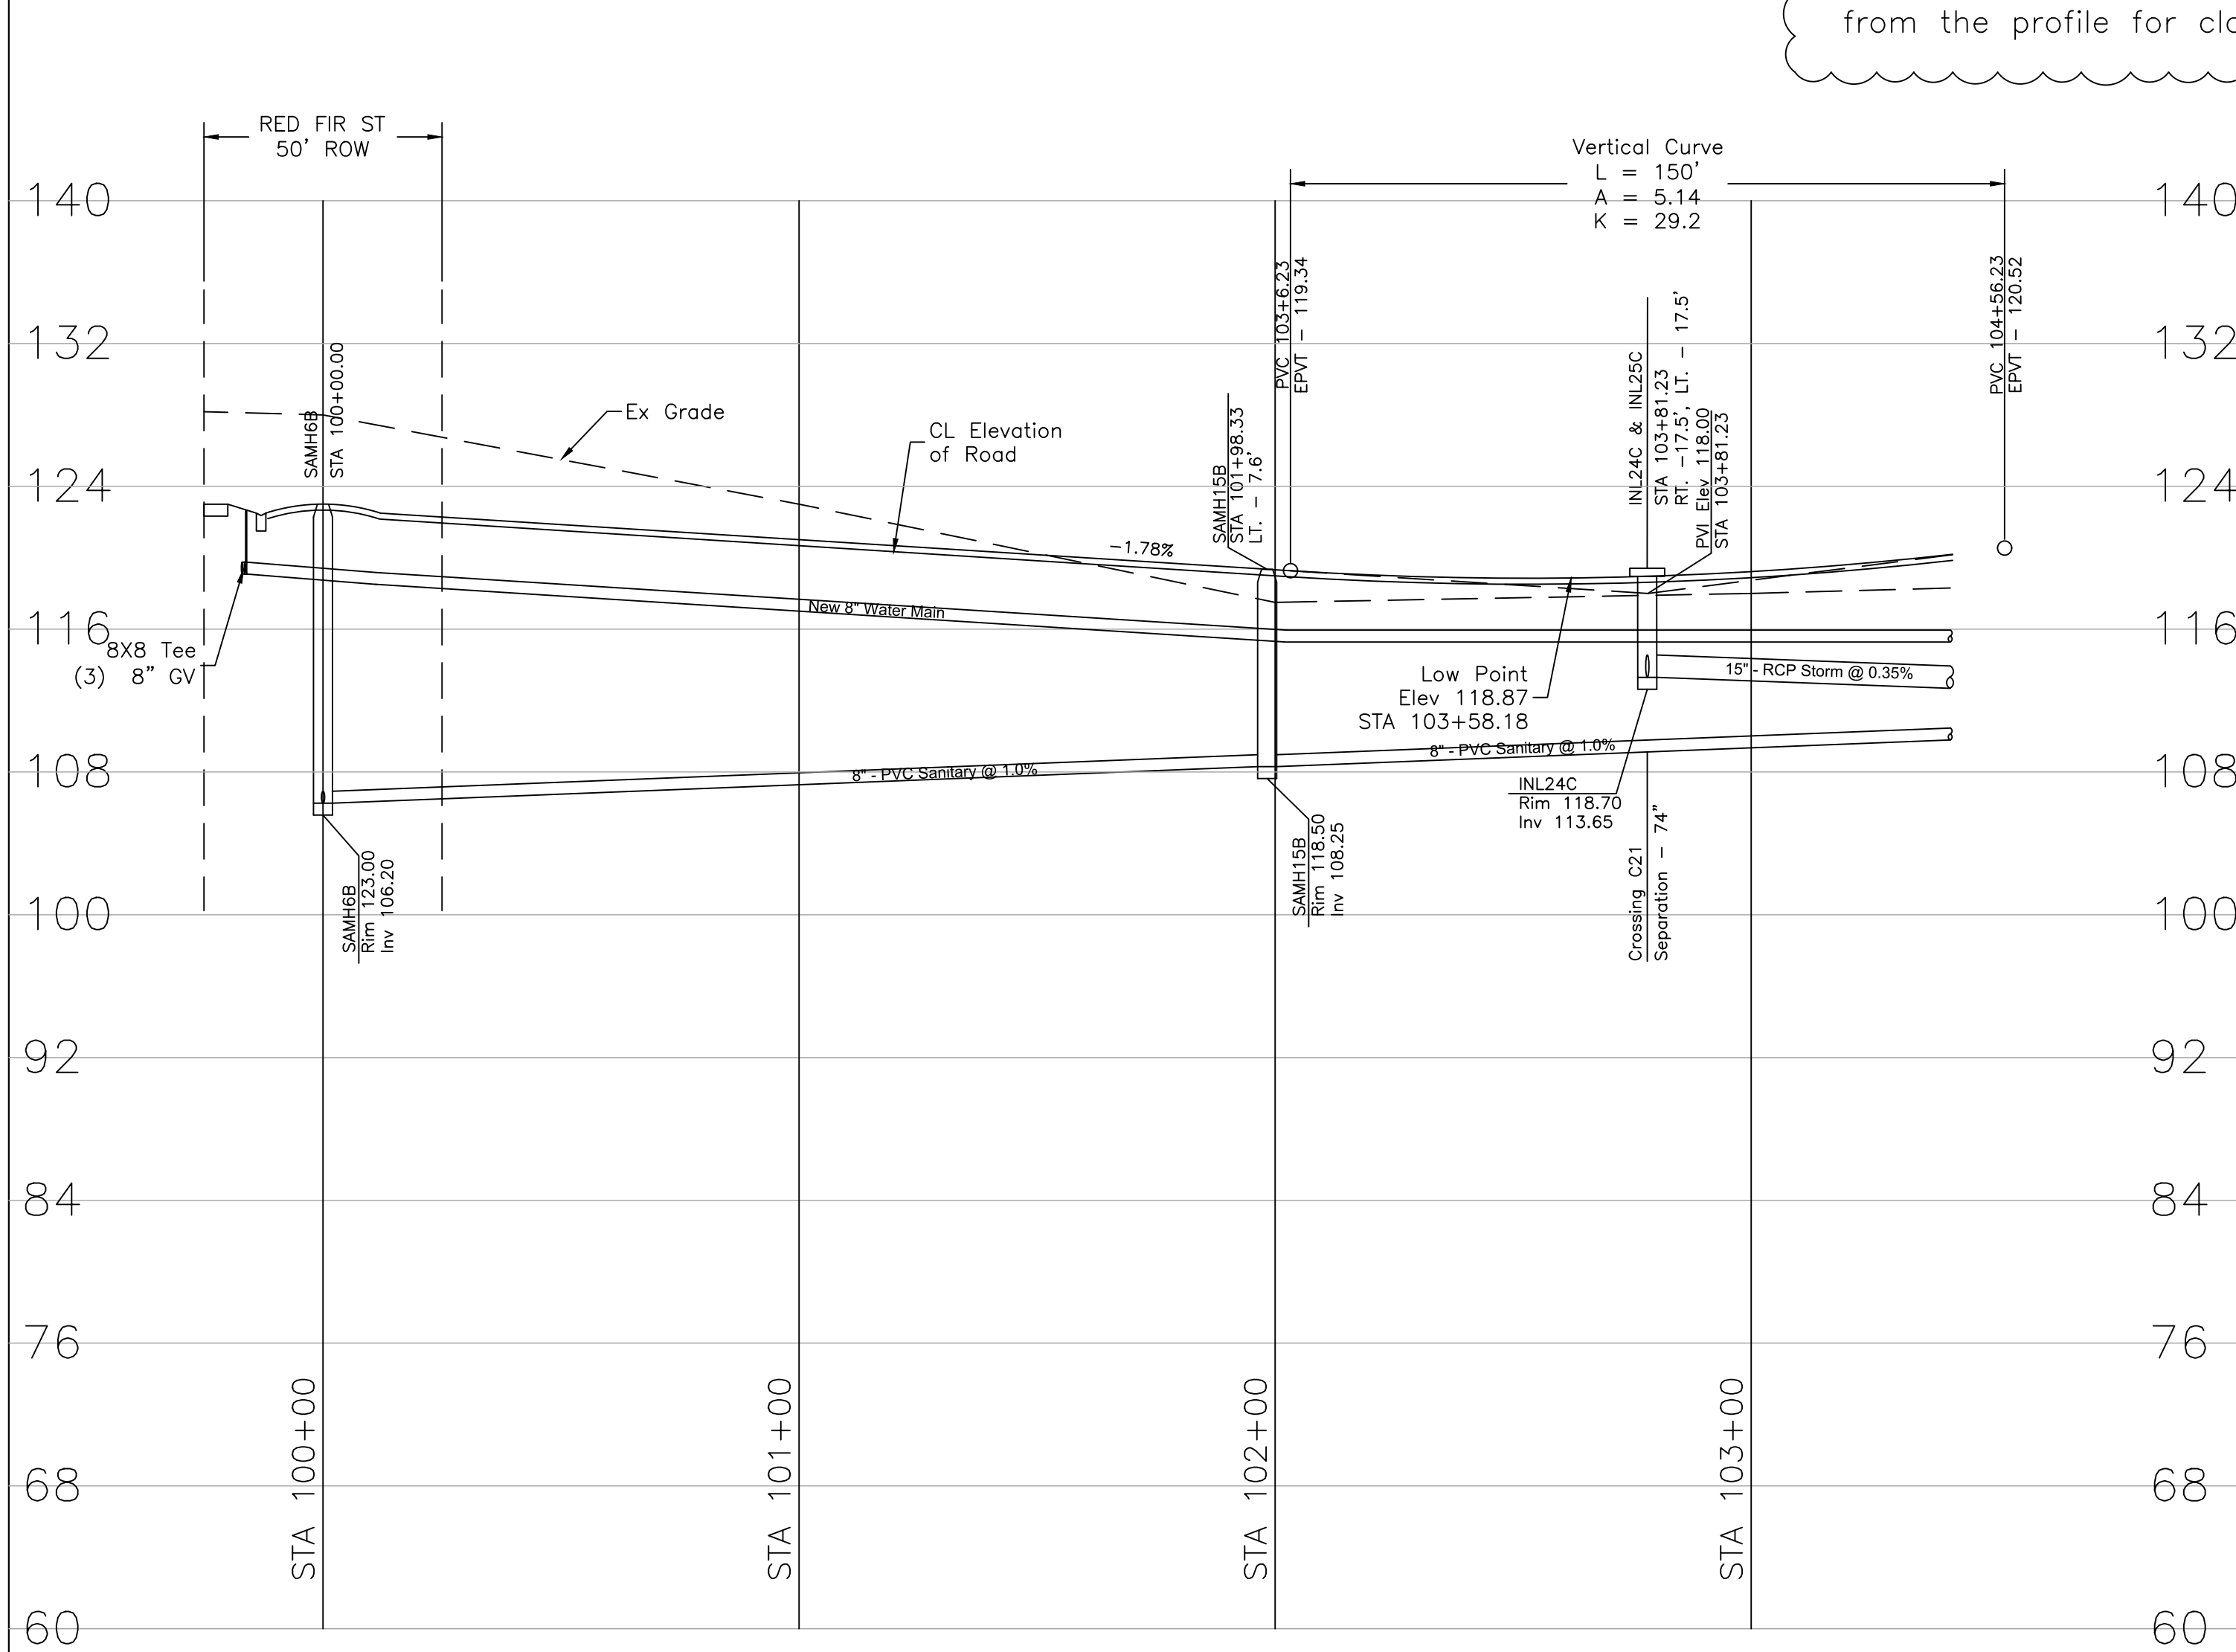 from the profile for cla
RED FIR ST
50' ROW
Vertical Curve
L = 150'
A = 5.14
K = 29.2
140
140
132
132
124
124
116
116
108
108
100
100
92
92
84
84
76
76
68
68
60
60
SAMH6B
STA 100+00.00
Ex Grade
CL Elevation
of Road
-1.78%
SAMH15B
STA 101+98.33
LT. - 7.6'
PVC 103+6.23
EPVT - 119.34
INL24C & INL25C
STA 103+81.23
RT. -17.5', LT. - 17.5'
PVI Elev 118.00
STA 103+81.23
PVC 104+56.23
EPVT - 120.52
New 8" Water Main
8X8 Tee
(3) 8" GV
Low Point
Elev 118.87
STA 103+58.18
15" - RCP Storm @ 0.35%
8" - PVC Sanitary @ 1.0%
8" - PVC Sanitary @ 1.0%
INL24C
Rim 118.70
Inv 113.65
SAMH6B
Rim 123.00
Inv 106.20
SAMH15B
Rim 118.50
Inv 108.25
Crossing C21
Separation - 74"
STA 100+00
STA 101+00
STA 102+00
STA 103+00